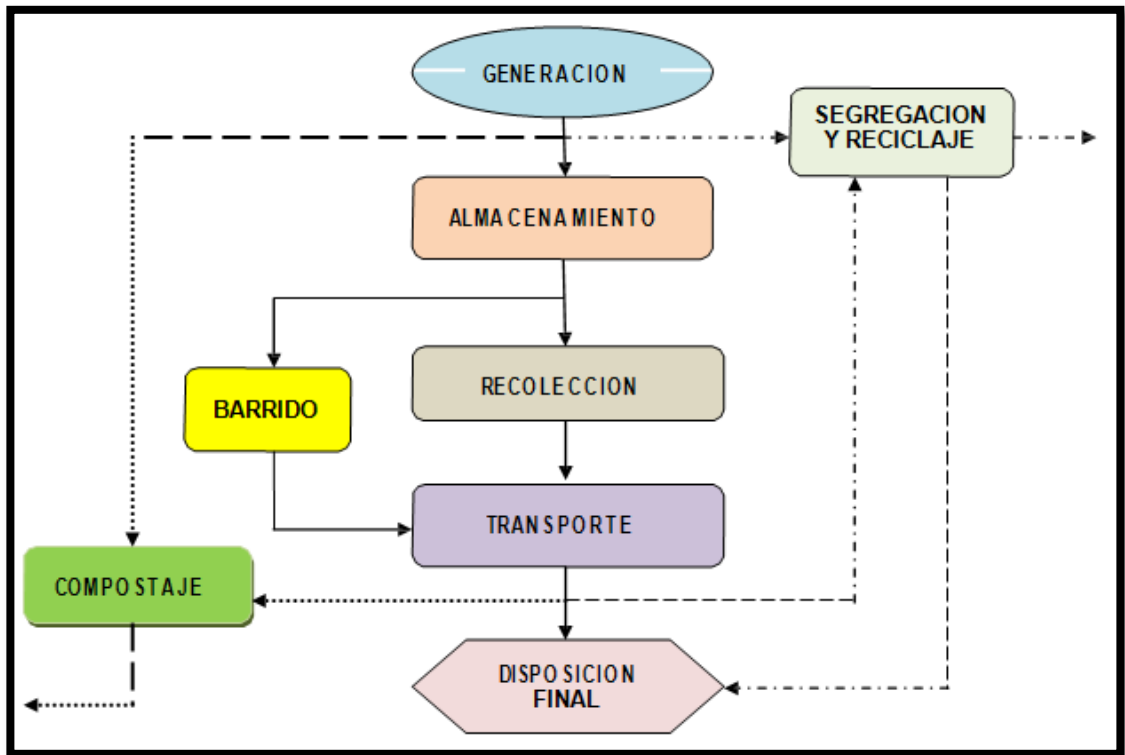 GENERACION
SEGREGACION
Y RECICLAJE
ALMACENAMIENTO
RECOLECCION
BARRIDO
TRANSPORTE
COMPOSTAJE
DISPOSICION
FINAL